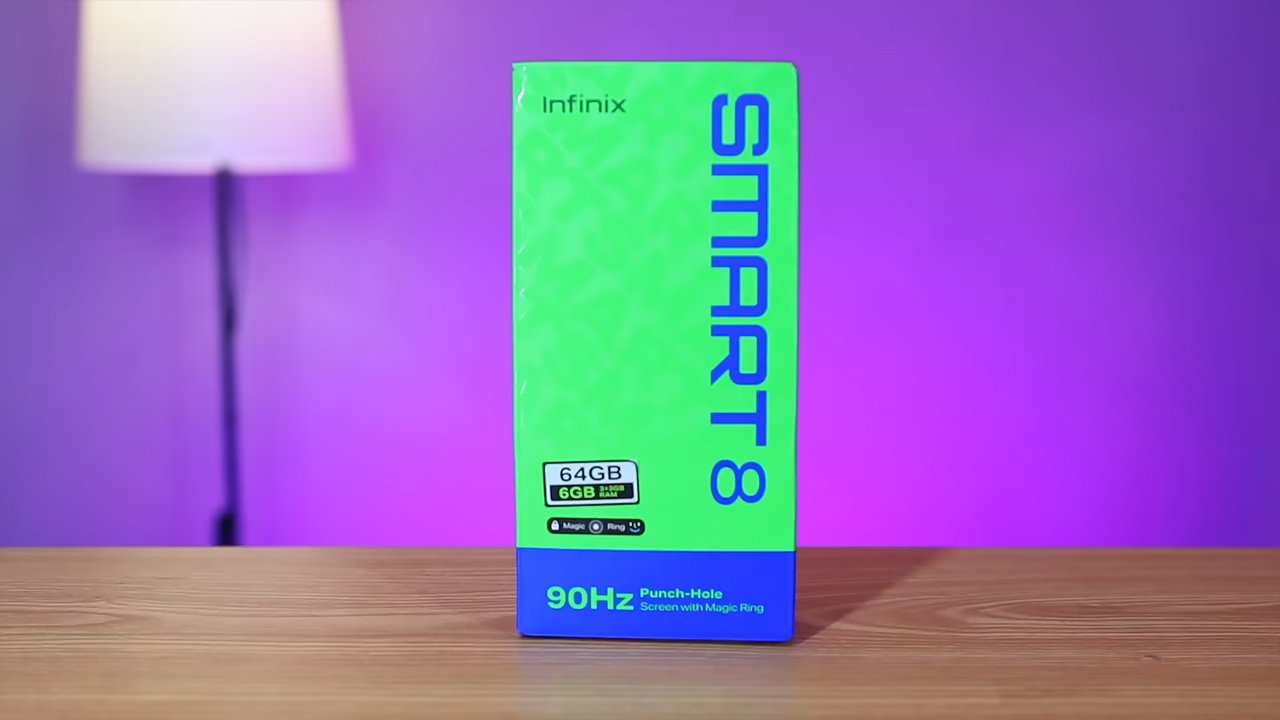 Infinix
SMART 8
64GB
6GB 3+3GB RAM
Magic Ring
90Hz Punch-Hole
Screen with Magic Ring